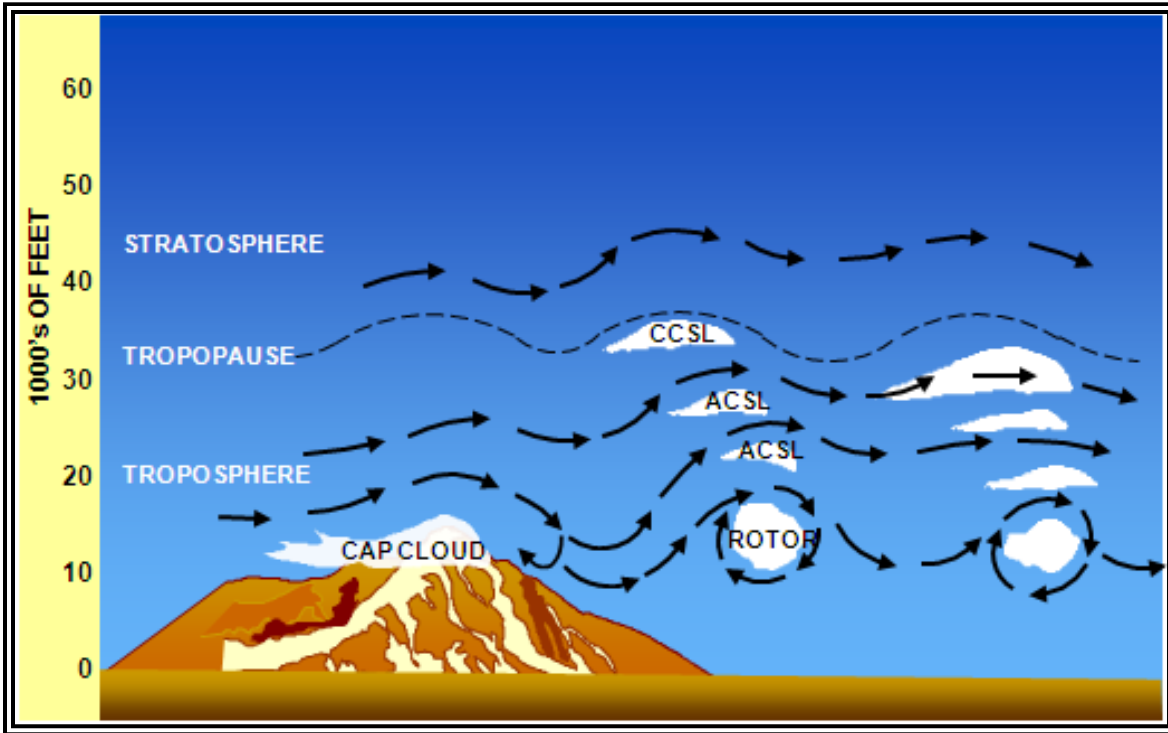 1000's OF FEET
60
50
40
30
20
10
0
STRATOSPHERE
TROPOPAUSE
TROPOSPHERE
CCSL
ACSL
ACSL
CAP CLOUD
ROTOR